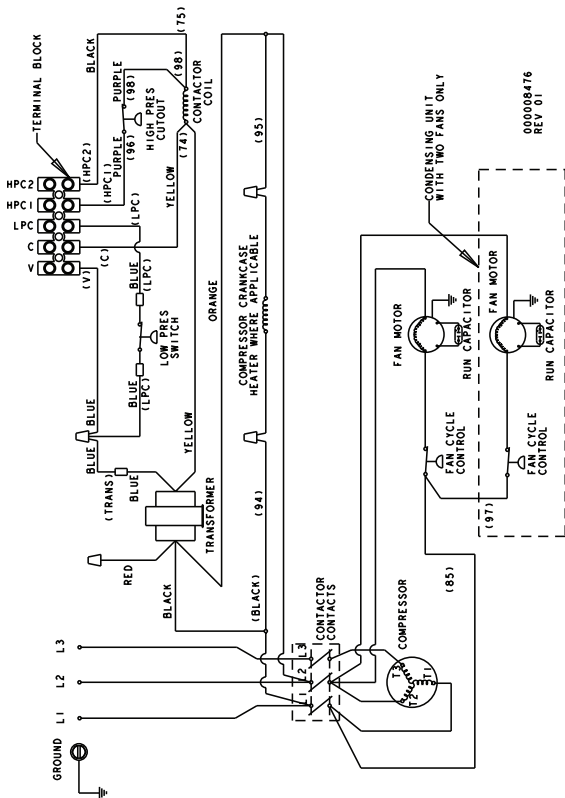 TERMINAL BLOCK
HPC2
HPC1
LPC
C
V
(HPC2)
BLACK
(75)
(HPC1)
PURPLE
(96)
PURPLE
(98)
HIGH PRES
CUTOUT
(98)
CONTACTOR
COIL
(74)
YELLOW
(LPC)
BLUE
(LPC)
LOW PRES
SWITCH
BLUE
(LPC)
(C)
(V)
BLUE
BLUE
(TRANS)
BLUE
YELLOW
ORANGE
TRANSFORMER
RED
BLACK
(95)
COMPRESSOR CRANKCASE
HEATER WHERE APPLICABLE
(94)
(BLACK)
L3
L2
L1
GROUND
CONTACTOR
CONTACTS
L3
L2
L1
COMPRESSOR
T3
T2
T1
(85)
(97)
FAN CYCLE
CONTROL
FAN MOTOR
RUN CAPACITOR
FAN CYCLE
CONTROL
FAN MOTOR
RUN CAPACITOR
CONDENSING UNIT
WITH TWO FANS ONLY
000008476
REV 01